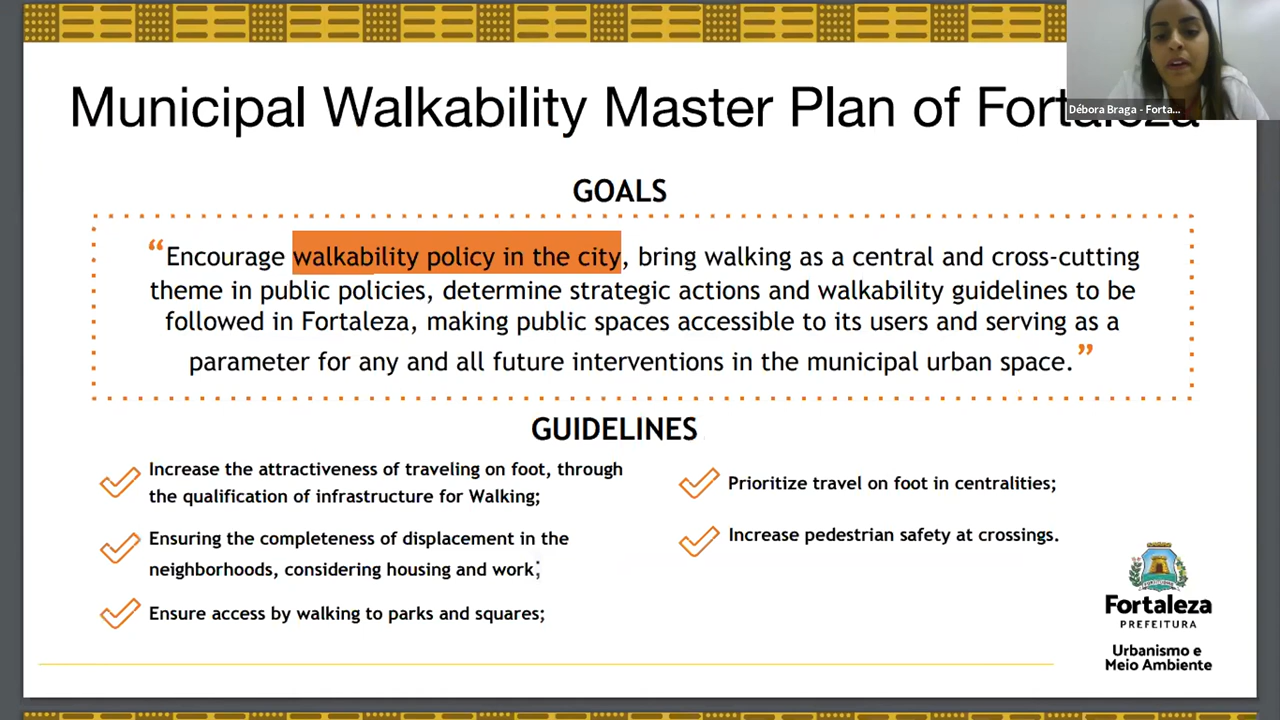 Municipal Walkability Master Plan of Fortaleza
Débora Braga - Forta...
GOALS
“Encourage walkability policy in the city, bring walking as a central and cross-cutting
theme in public policies, determine strategic actions and walkability guidelines to be
followed in Fortaleza, making public spaces accessible to its users and serving as a
parameter for any and all future interventions in the municipal urban space.”
GUIDELINES
Increase the attractiveness of traveling on foot, through
the qualification of infrastructure for Walking;
Ensuring the completeness of displacement in the
neighborhoods, considering housing and work;
Ensure access by walking to parks and squares;
Prioritize travel on foot in centralities;
Increase pedestrian safety at crossings.
Fortaleza
PREFEITURA
Urbanismo e
Meio Ambiente